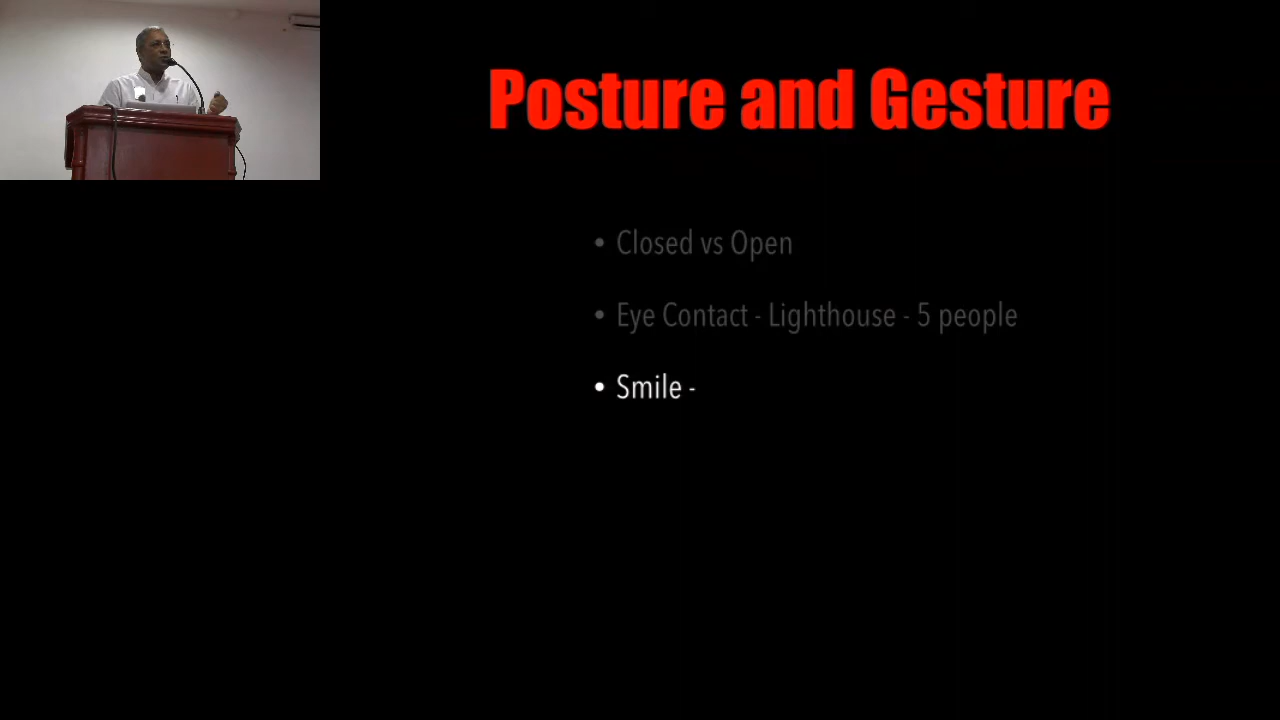 Posture and Gesture
• Closed vs Open
• Eye Contact - Lighthouse - 5 people
• Smile -